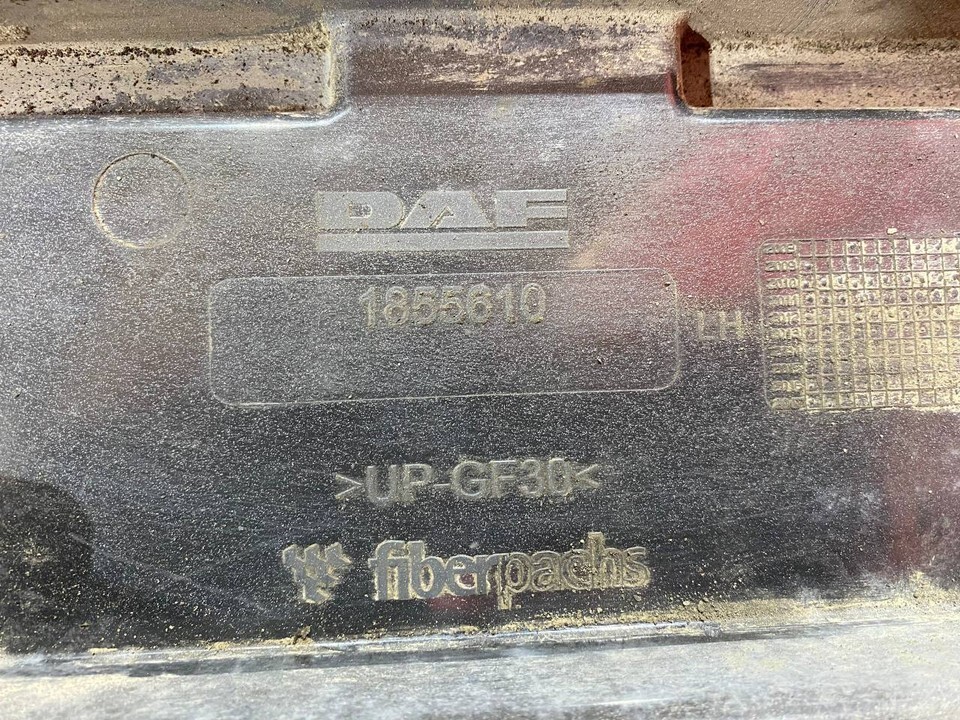 DAF
1855610
LH
>UP-GF30<
fiberpachs